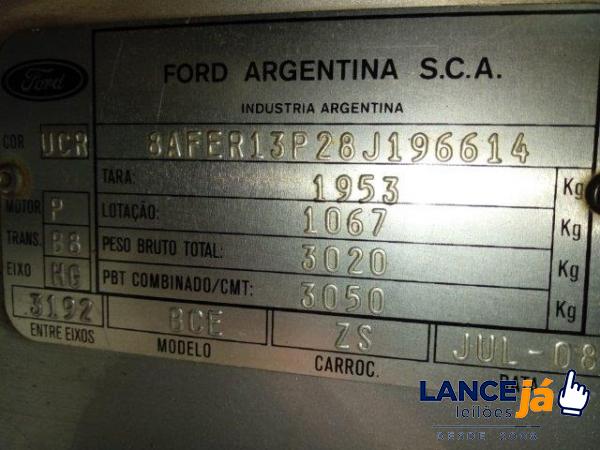 Ford
FORD ARGENTINA S.C.A.
INDUSTRIA ARGENTINA
COR UCR 8AFER13P28J196614
TARA: 1953 Kg
MOTOR P LOTAÇÃO: 1067 Kg
TRANS. B8 PESO BRUTO TOTAL: 3020 Kg
EIXO NG PBT COMBINADO/CMT: 3050 Kg
3192 BCE ZS JUL-08
ENTRE EIXOS MODELO CARROC. DATA
LANCE já
leilões
DESDE 2008